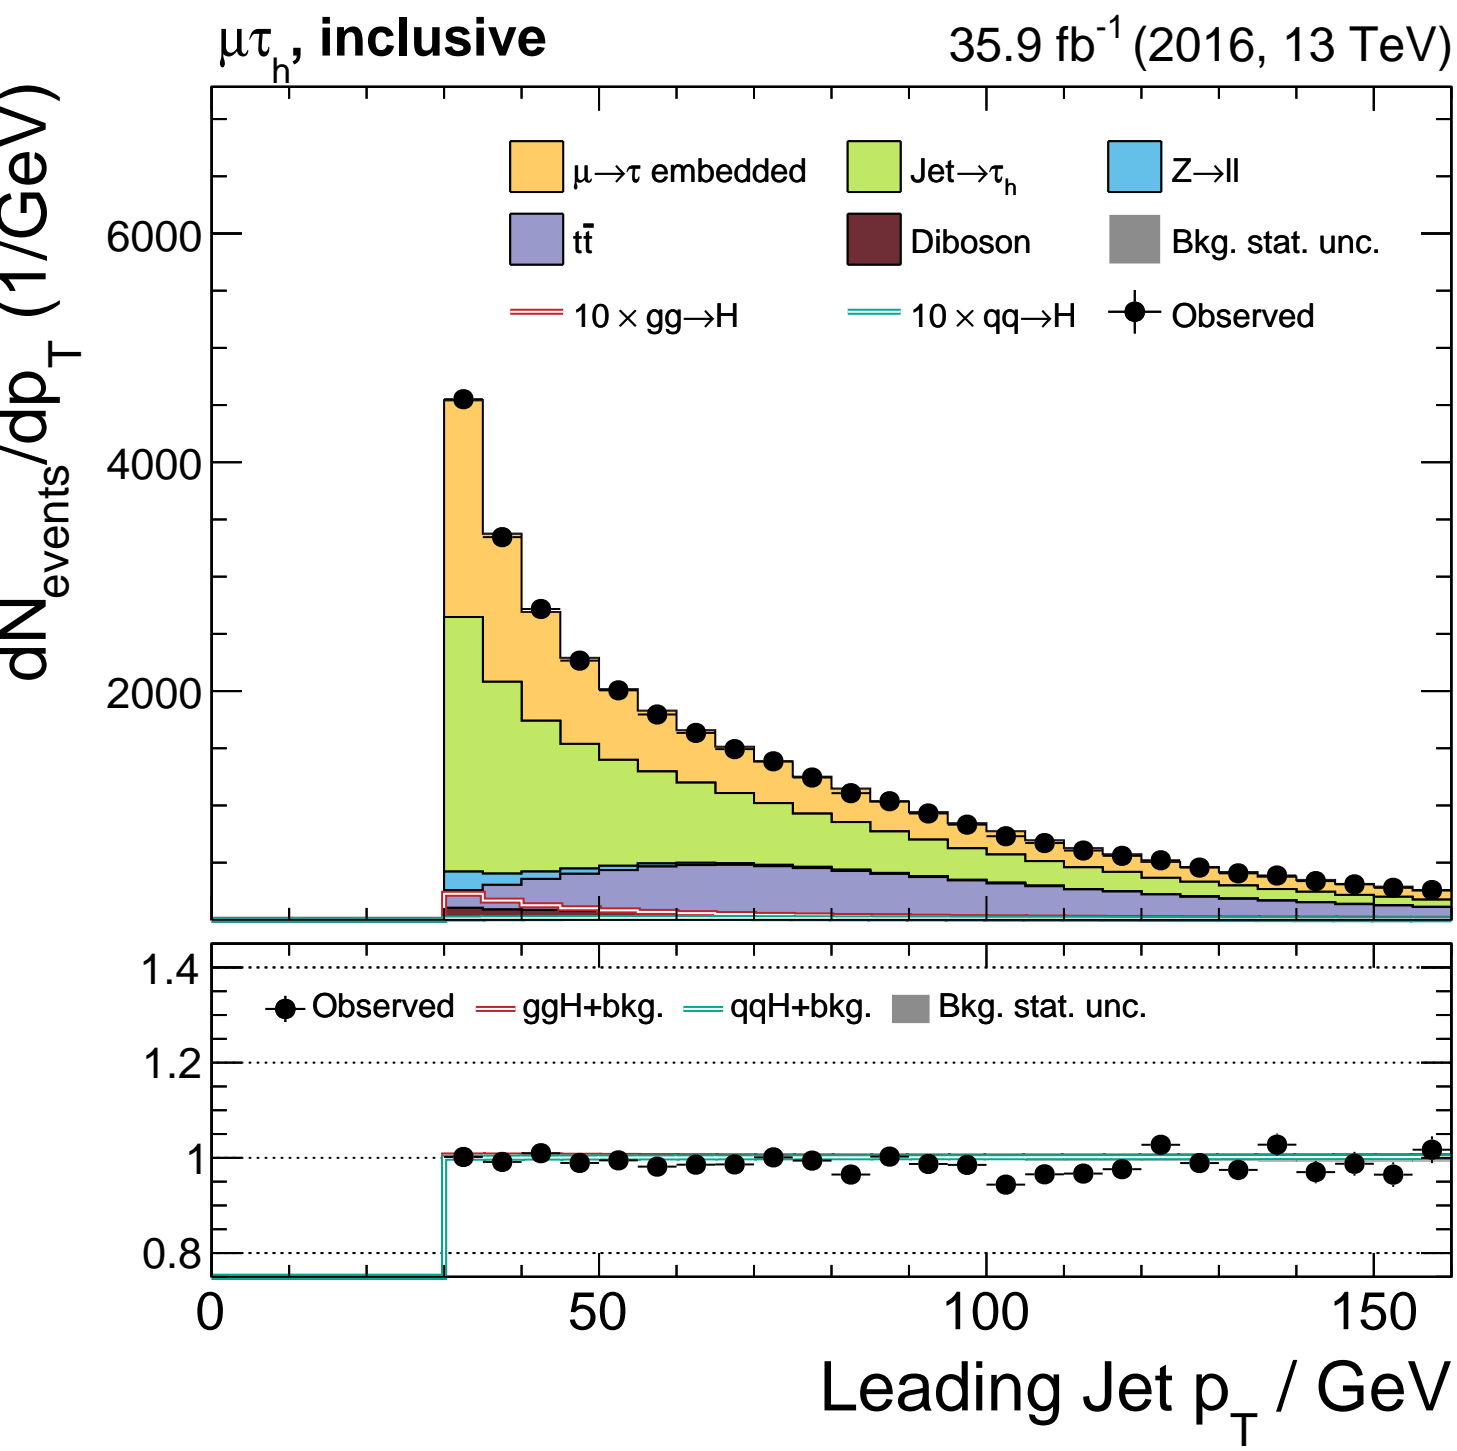 μτh, inclusive
35.9 fb-1 (2016, 13 TeV)
dNevents/dpT (1/GeV)
μ→τ embedded
Jet→τh
Z→ll
tt̄
Diboson
Bkg. stat. unc.
10 × gg→H
10 × qq→H
Observed
6000
4000
2000
1.4
Observed
ggH+bkg.
qqH+bkg.
Bkg. stat. unc.
1.2
1
0.8
0
50
100
150
Leading Jet pT / GeV